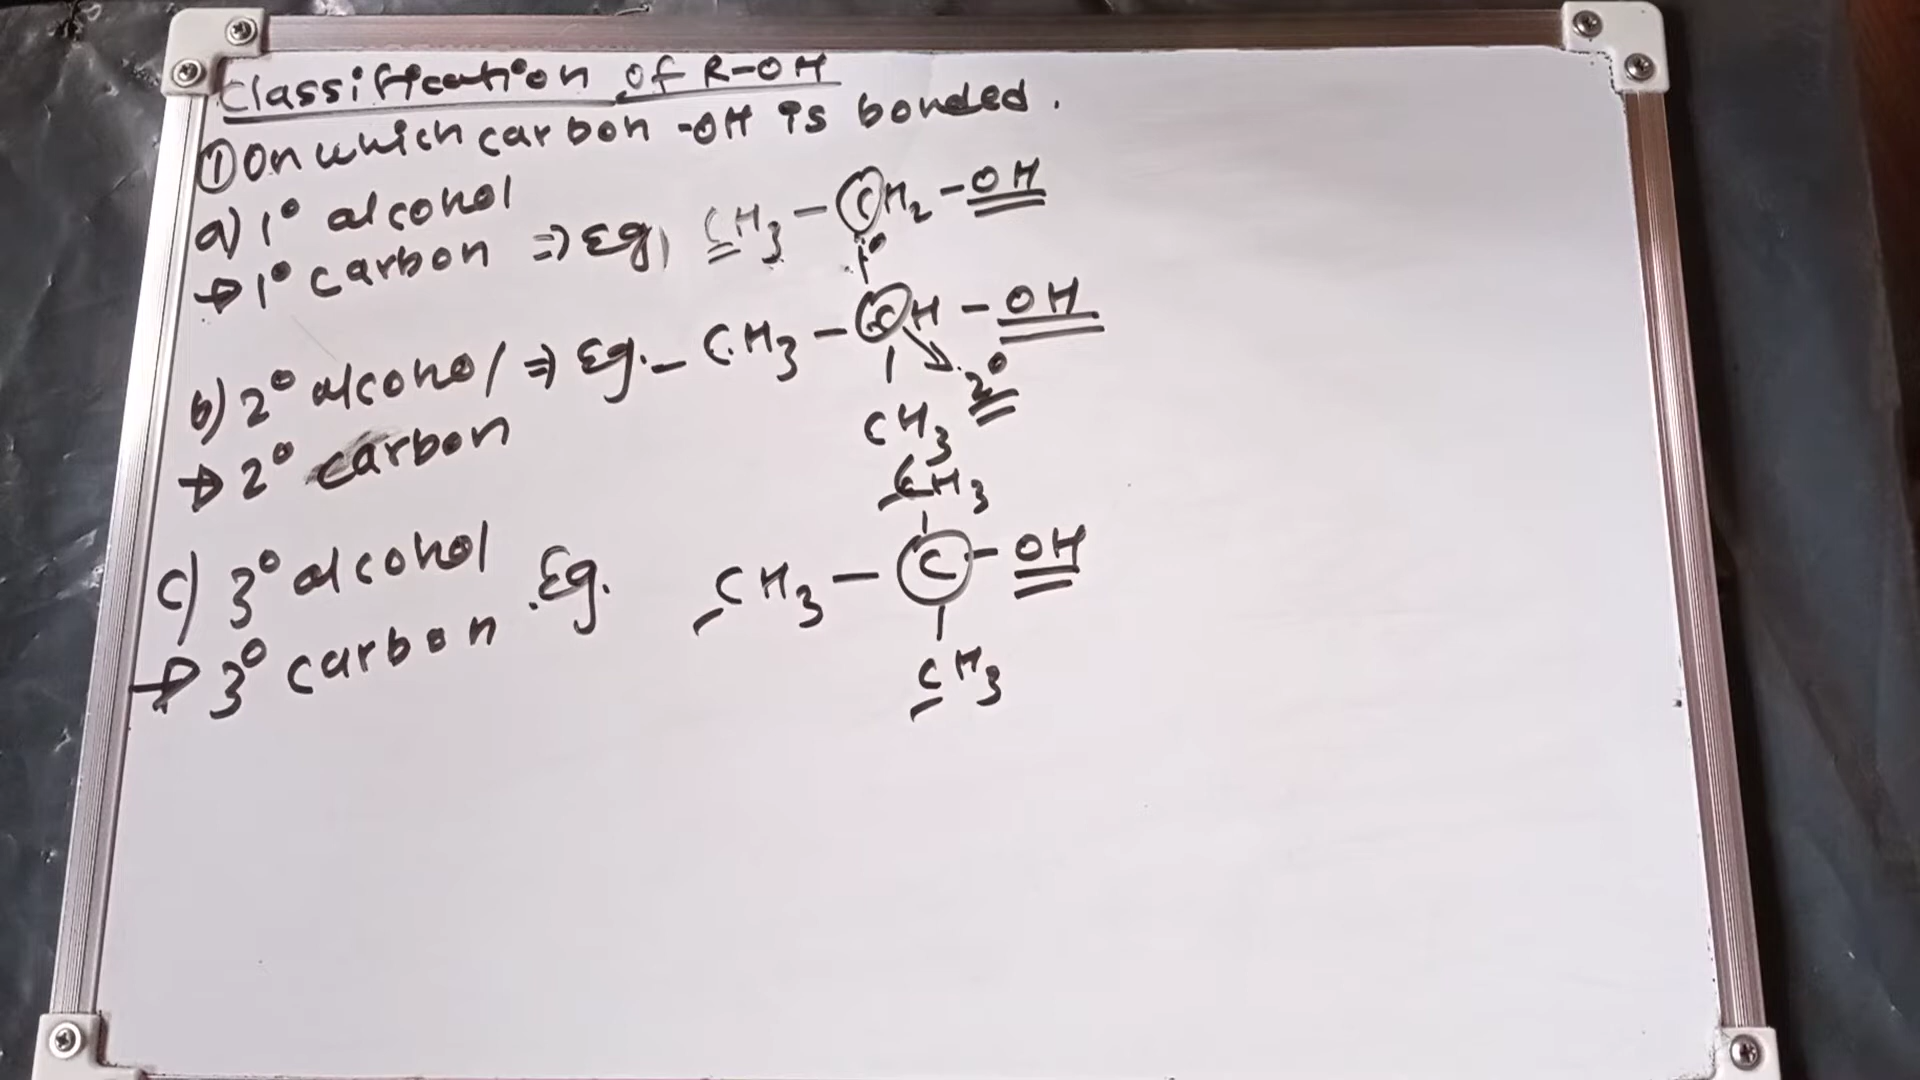 Classification of R-OH
① On which carbon -OH is bonded.
a) 1° alcohol
→ 1° carbon ⇒ Eg, CH3 - CH2 - OH
1°
b) 2° alcohol ⇒ Eg. - CH3 - CH - OH
2°
CH3
→ 2° carbon
CH3
c) 3° alcohol Eg. CH3 - C - OH
→ 3° carbon
CH3